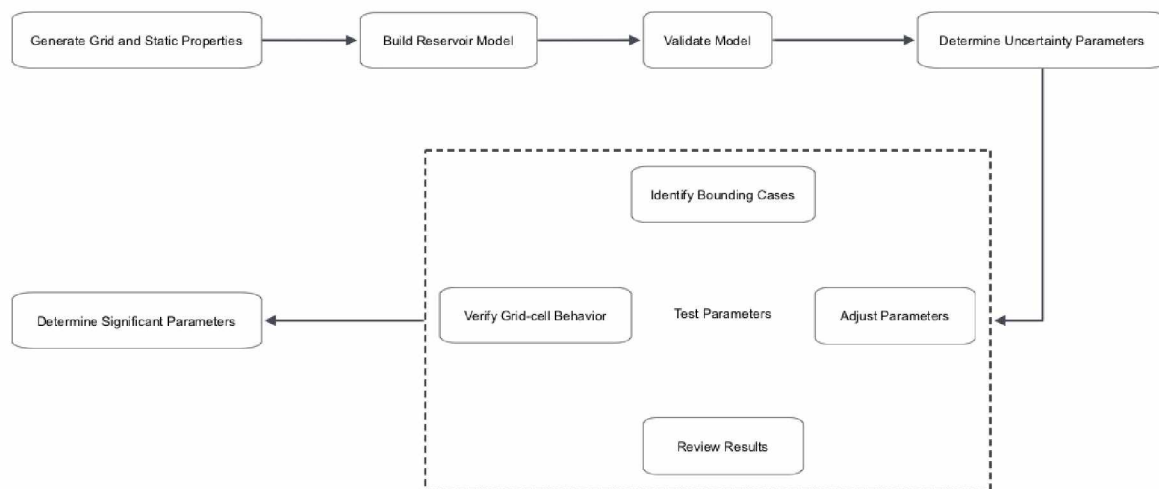 Generate Grid and Static Properties
Build Reservoir Model
Validate Model
Determine Uncertainty Parameters
Identify Bounding Cases
Determine Significant Parameters
Verify Grid-cell Behavior
Test Parameters
Adjust Parameters
Review Results